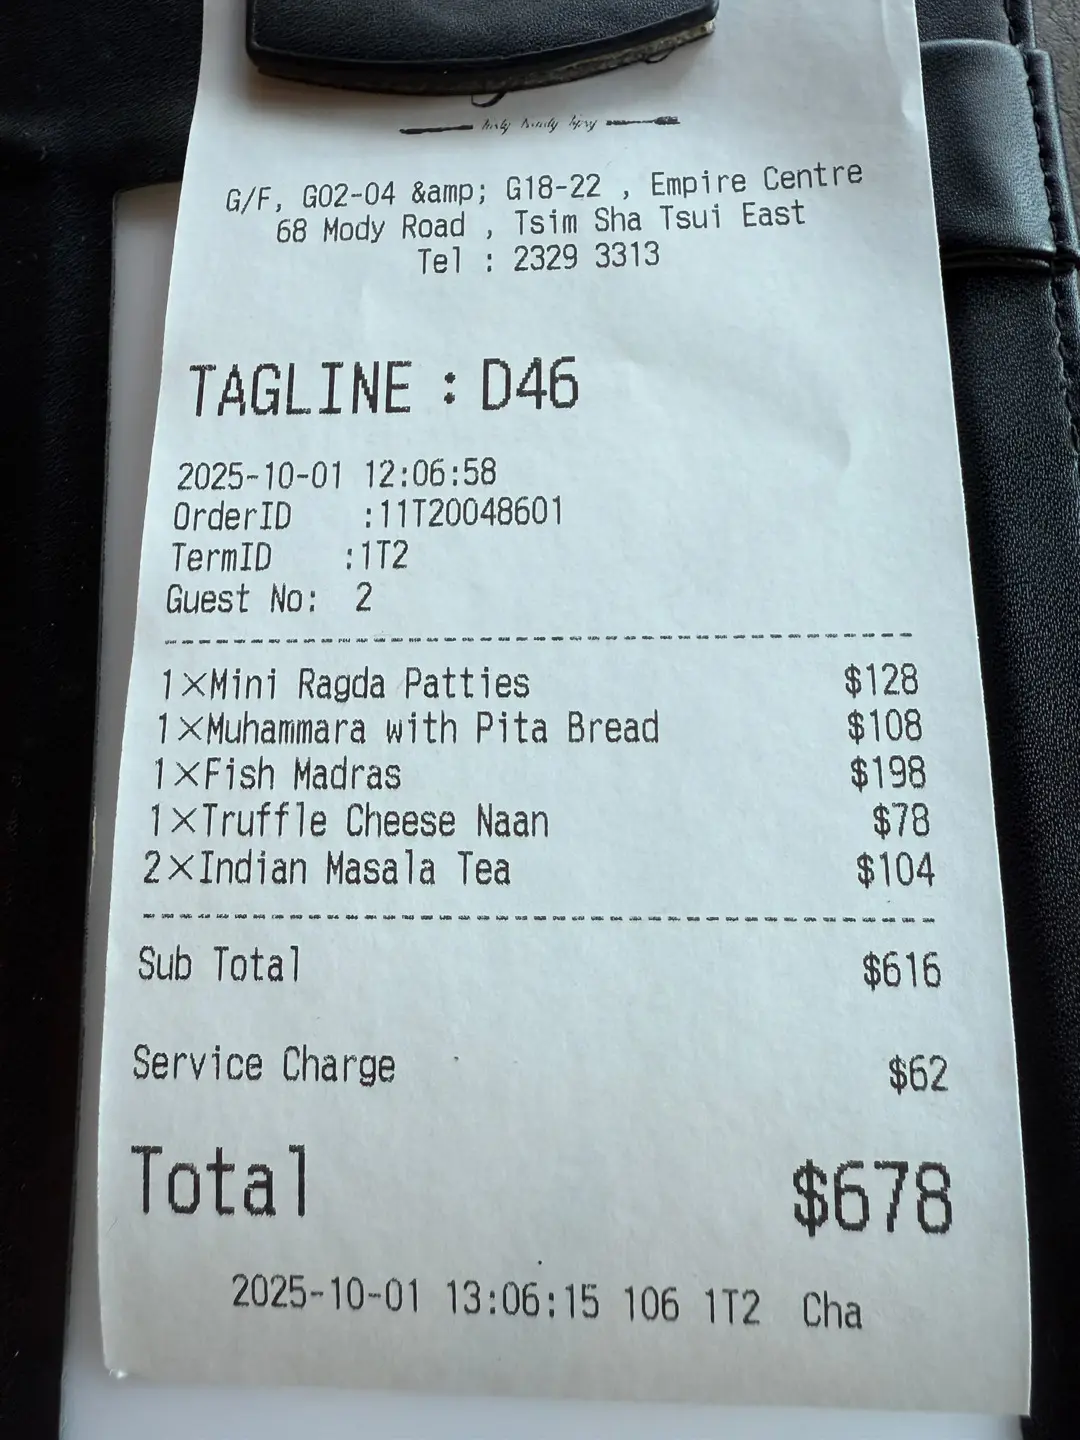 G/F, G02-04 &amp; G18-22 , Empire Centre
68 Mody Road , Tsim Sha Tsui East
Tel : 2329 3313
TAGLINE : D46
2025-10-01 12:06:58
OrderID :11T20048601
TermID :1T2
Guest No: 2
1×Mini Ragda Patties $128
1×Muhammara with Pita Bread $108
1×Fish Madras $198
1×Truffle Cheese Naan $78
2×Indian Masala Tea $104
Sub Total $616
Service Charge $62
Total $678
2025-10-01 13:06:15 106 1T2 Cha